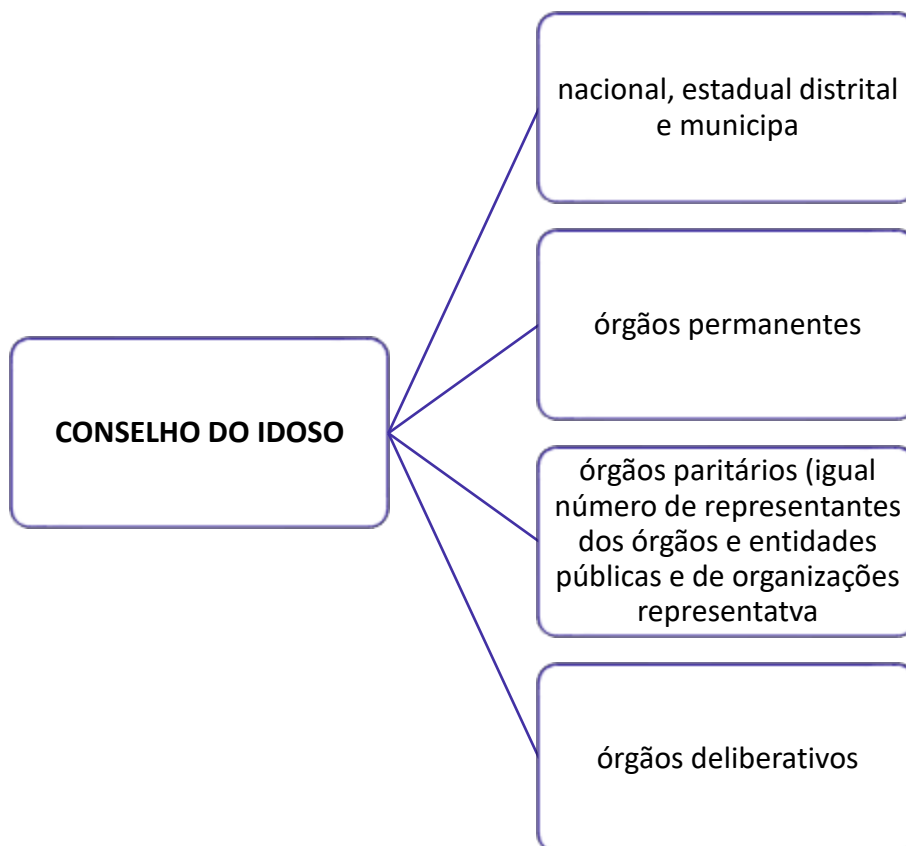 nacional, estadual distrital
e municipa
órgãos permanentes
CONSELHO DO IDOSO
órgãos paritários (igual
número de representantes
dos órgãos e entidades
públicas e de organizações
representatva
órgãos deliberativos